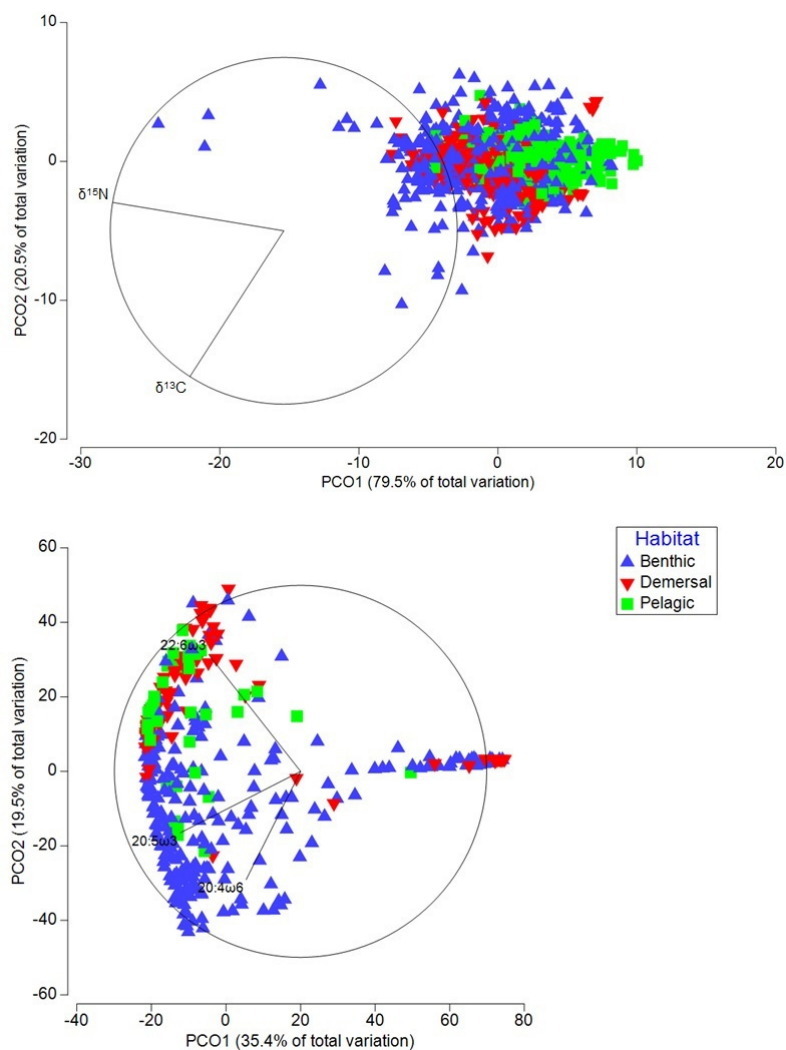 10
0
-10
-20
PCO2 (20.5% of total variation)
δ¹⁵N
δ¹³C
-30 -20 -10 0 10 20
PCO1 (79.5% of total variation)
60
40
20
0
-20
-40
-60
PCO2 (19.5% of total variation)
Habitat
Benthic
Demersal
Pelagic
22:6ω3
20:5ω3
20:4ω6
-40 -20 0 20 40 60 80
PCO1 (35.4% of total variation)